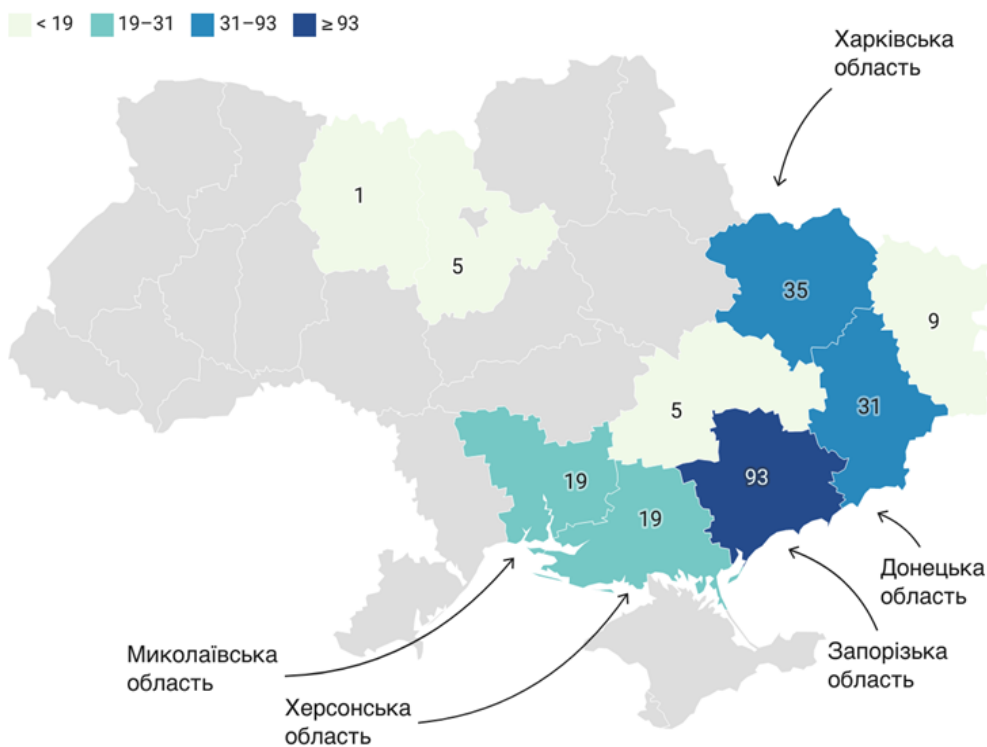 < 19 19–31 31–93 ≥ 93
Харківська
область
1
5
35
9
5
31
19
93
19
Донецька
область
Миколаївська
область
Запорізька
область
Херсонська
область